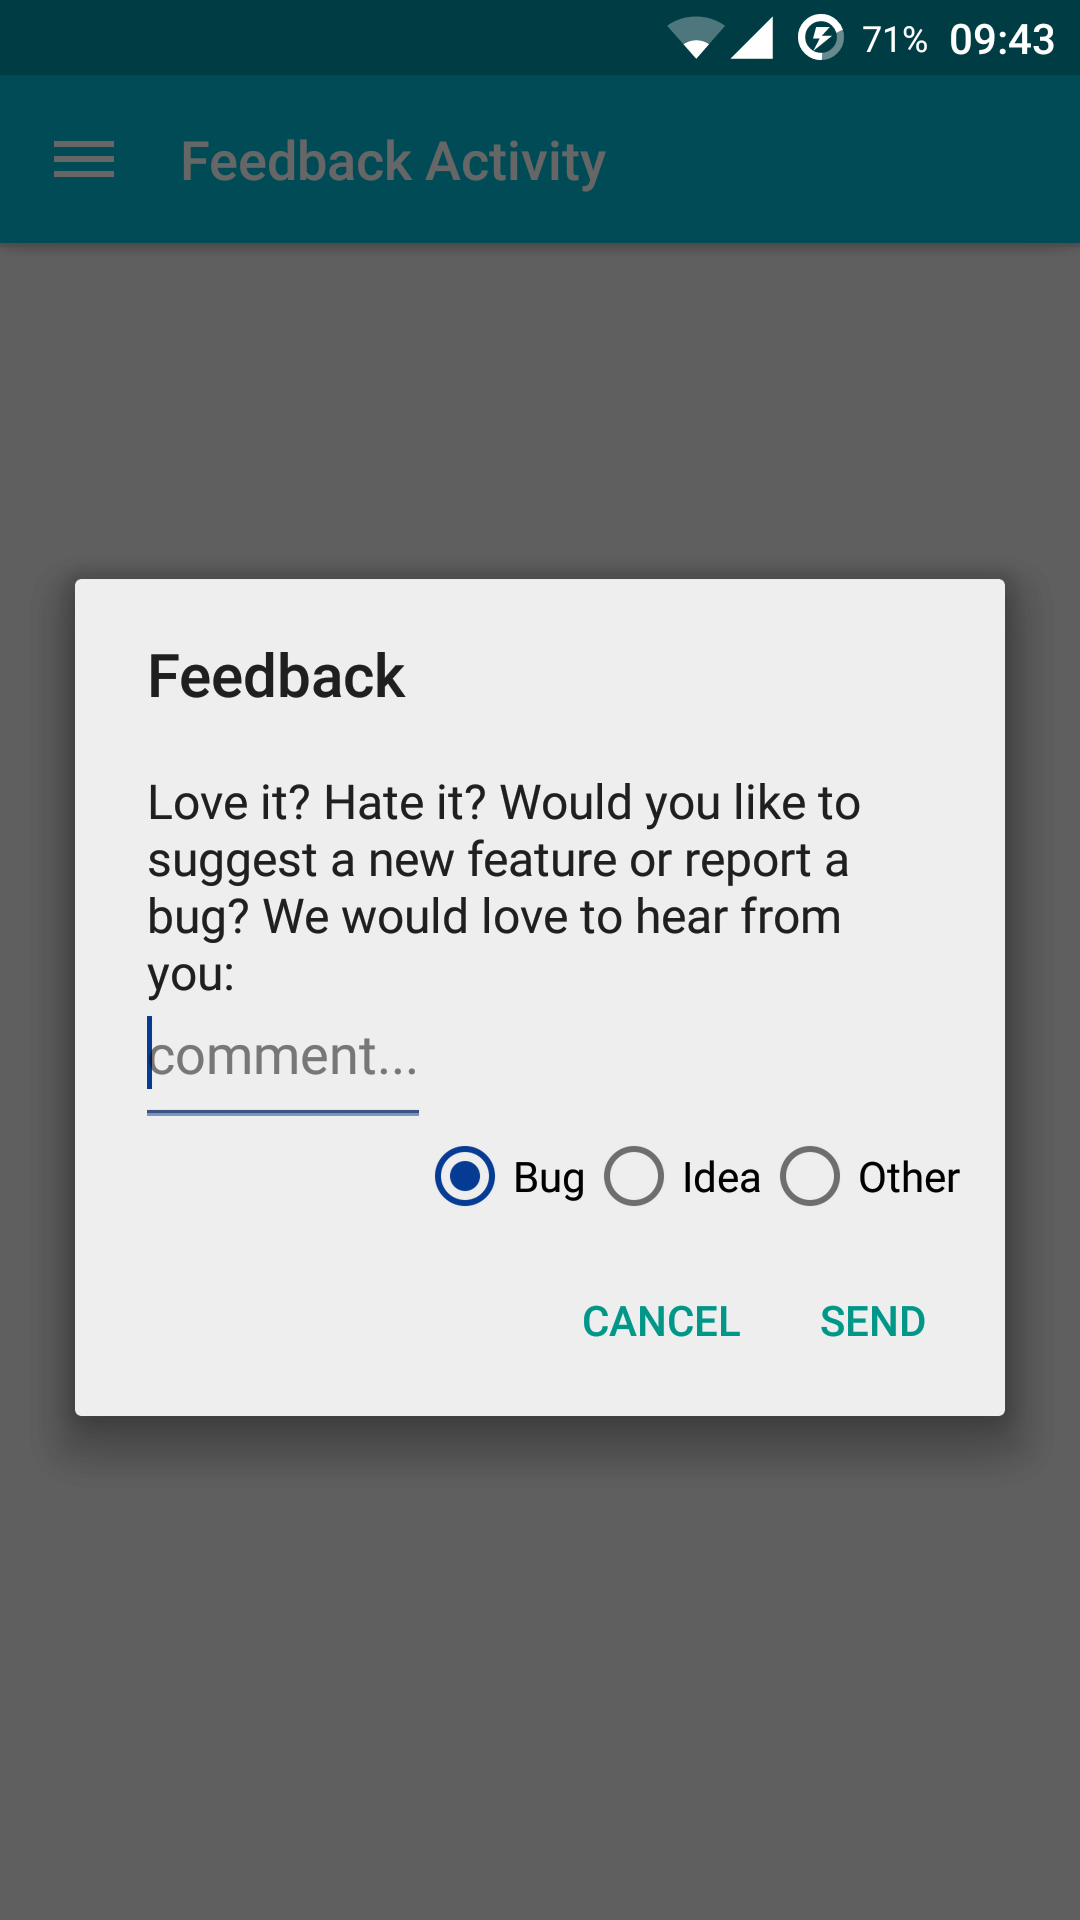 71% 09:43
Feedback Activity
Feedback
Love it? Hate it? Would you like to
suggest a new feature or report a
bug? We would love to hear from
you:
comment...
Bug Idea Other
CANCEL SEND